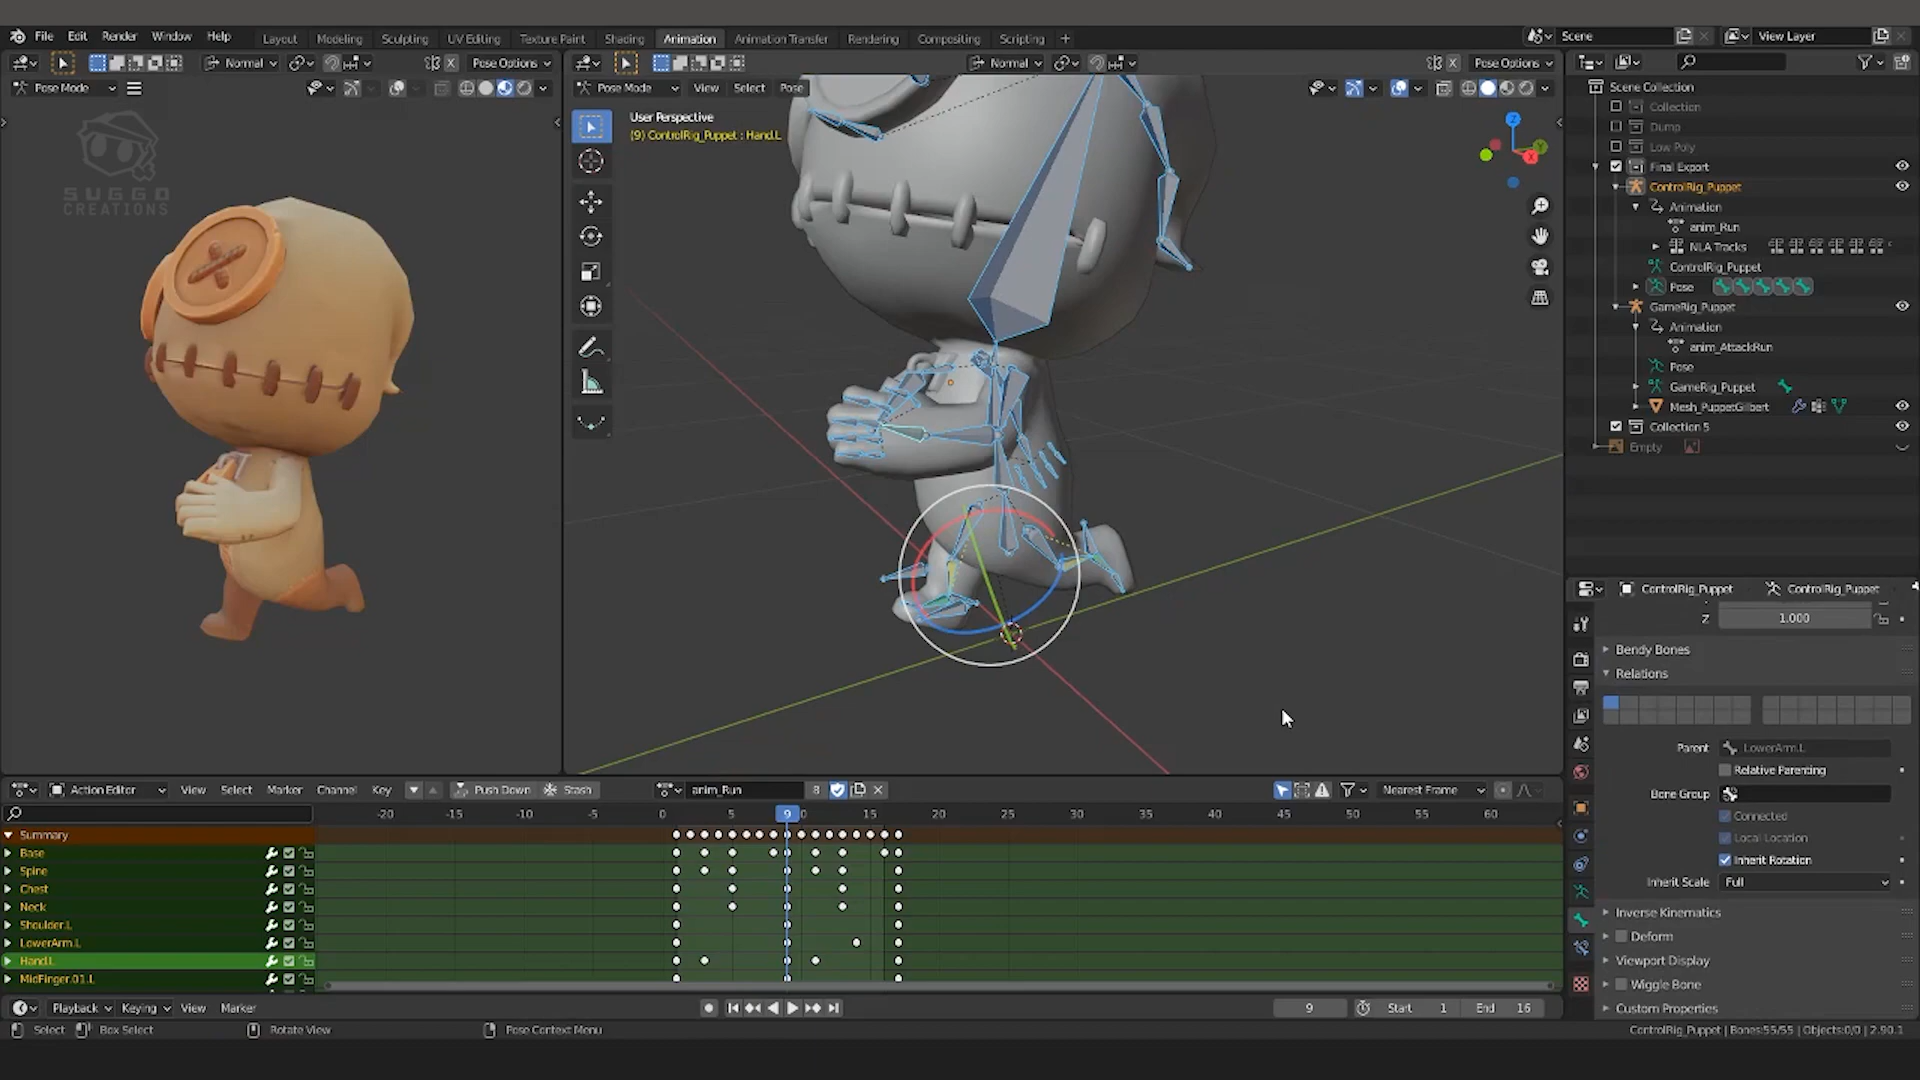 File Edit Render Window Help Layout Modeling Sculpting UV Editing Texture Paint Shading Animation Animation Transfer Rendering Compositing Scripting + Scene View Layer
Normal Pose Options Normal Pose Options
Pose Mode Pose Mode View Select Pose
User Perspective
(9) ControlRig_Puppet : Hand.L
SUGGO
CREATIONS
Z
Y
X
Scene Collection
Collection
Dump
Low Poly
Final Export
ControlRig_Puppet
Animation
anim_Run
NLA Tracks
ControlRig_Puppet
Pose
GameRig_Puppet
Animation
anim_AttackRun
Pose
GameRig_Puppet
Mesh_PuppetGilbert
Collection 5
Empty
ControlRig_Puppet ControlRig_Puppet
Z 1.000
Bendy Bones
Relations
Parent LowerArm.L
Relative Parenting
Bone Group
Connected
Local Location
Inherit Rotation
Inherit Scale Full
Inverse Kinematics
Deform
Viewport Display
Wiggle Bone
Custom Properties
Action Editor View Select Marker Channel Key Push Down Stash anim_Run 8 Nearest Frame
-20 -15 -10 -5 0 5 9 0 15 20 25 30 35 40 45 50 55 60
Summary
Base
Spine
Chest
Neck
Shoulder.L
LowerArm.L
Hand.L
MidFinger.01.L
Playback Keying View Marker 9 Start 1 End 16
Select Box Select Rotate View Pose Context Menu ControlRig_Puppet | Bones:55/55 | Objects:0/0 | 2.90.1